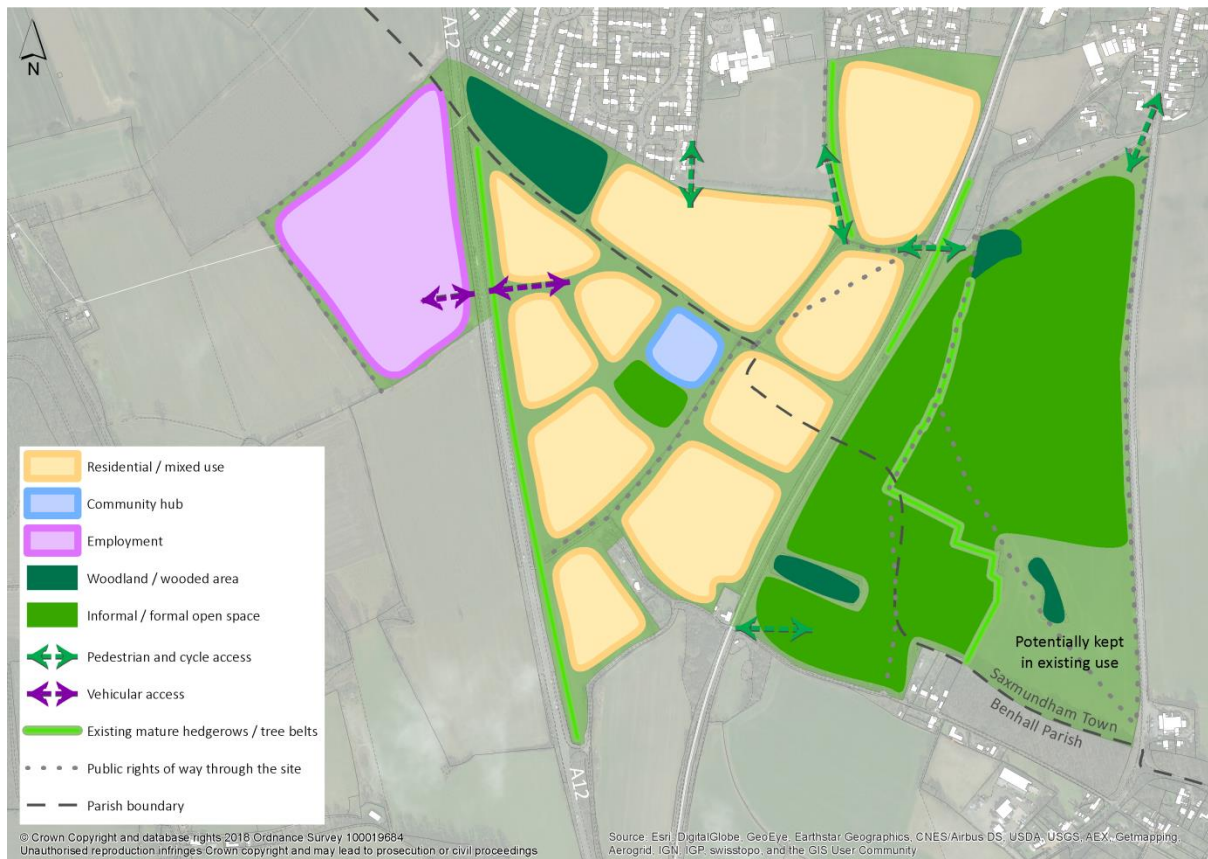 N
A12
Residential / mixed use
Community hub
Employment
Woodland / wooded area
Informal / formal open space
Pedestrian and cycle access
Vehicular access
Existing mature hedgerows / tree belts
Public rights of way through the site
Parish boundary
Potentially kept
in existing use
Saxmundham Town
Benhall Parish
A12
© Crown Copyright and database rights 2018 Ordnance Survey 100019684
Unauthorised reproduction infringes Crown copyright and may lead to prosecution or civil proceedings
Source: Esri, DigitalGlobe, GeoEye, Earthstar Geographics, CNES/Airbus DS, USDA, USGS, AEX, Getmapping,
Aerogrid, IGN, IGP, swisstopo, and the GIS User Community